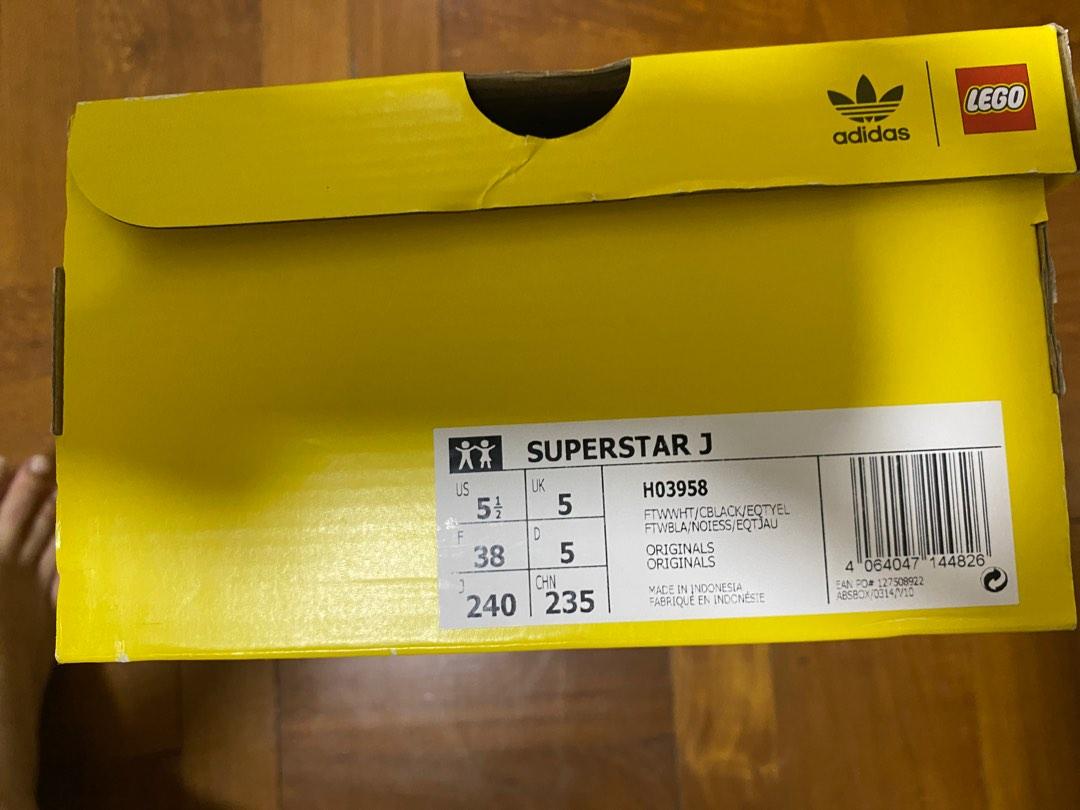 adidas
LEGO
SUPERSTAR J
US
5½
UK
5
F
38
D
5
J
240
CHN
235
H03958
FTWWHT/CBLACK/EQTYEL
FTWBLA/NOIESS/EQTJAU
ORIGINALS
ORIGINALS
MADE IN INDONESIA
FABRIQUÉ EN INDONÉSIE
4 064047 144826
EAN PO# 127508922
ABSBOX/0314/V10